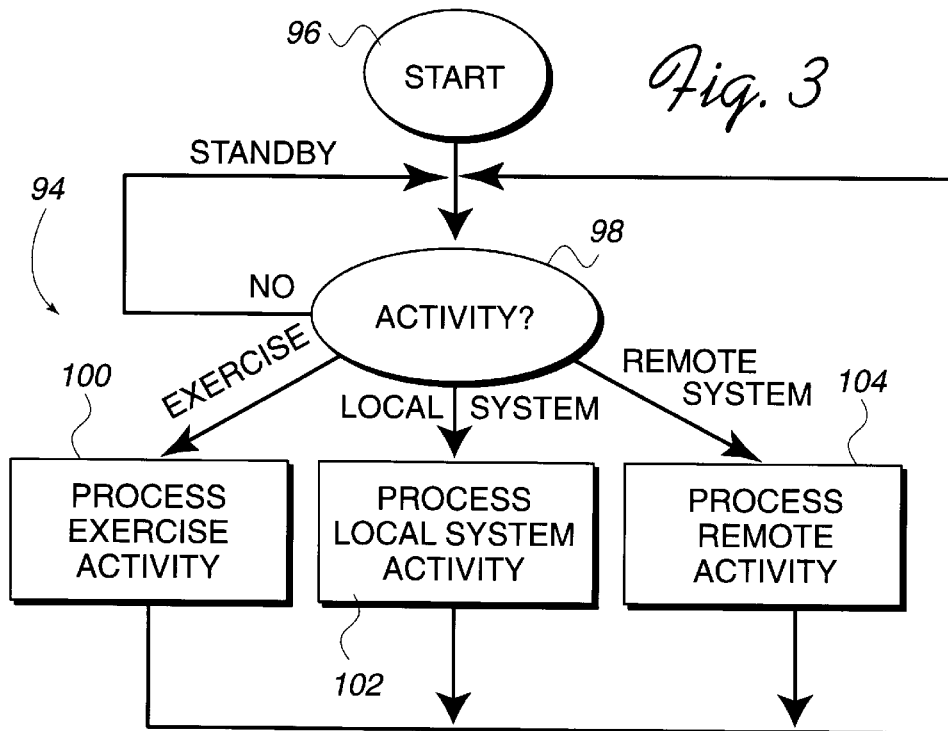 96
START
Fig. 3
STANDBY
94
98
NO
ACTIVITY?
EXERCISE
REMOTE
SYSTEM
100
LOCAL SYSTEM
104
PROCESS
EXERCISE
ACTIVITY
PROCESS
LOCAL SYSTEM
ACTIVITY
PROCESS
REMOTE
ACTIVITY
102